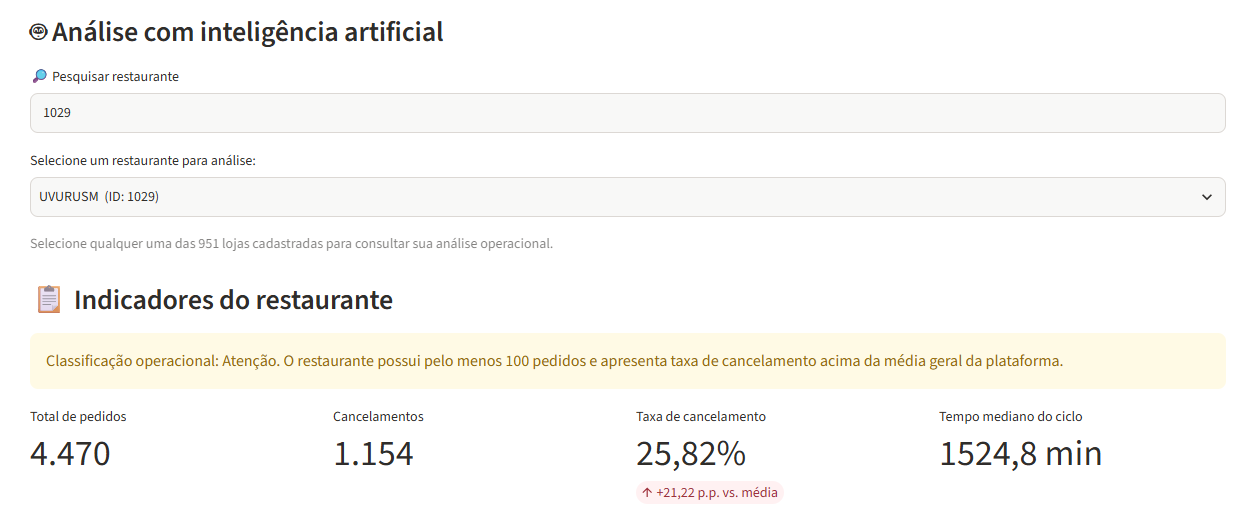 Análise com inteligência artificial
Pesquisar restaurante
1029
Selecione um restaurante para análise:
UVURUSM (ID: 1029)
Selecione qualquer uma das 951 lojas cadastradas para consultar sua análise operacional.
Indicadores do restaurante
Classificação operacional: Atenção. O restaurante possui pelo menos 100 pedidos e apresenta taxa de cancelamento acima da média geral da plataforma.
Total de pedidos Cancelamentos Taxa de cancelamento Tempo mediano do ciclo
4.470 1.154 25,82% 1524,8 min
↑ +21,22 p.p. vs. média